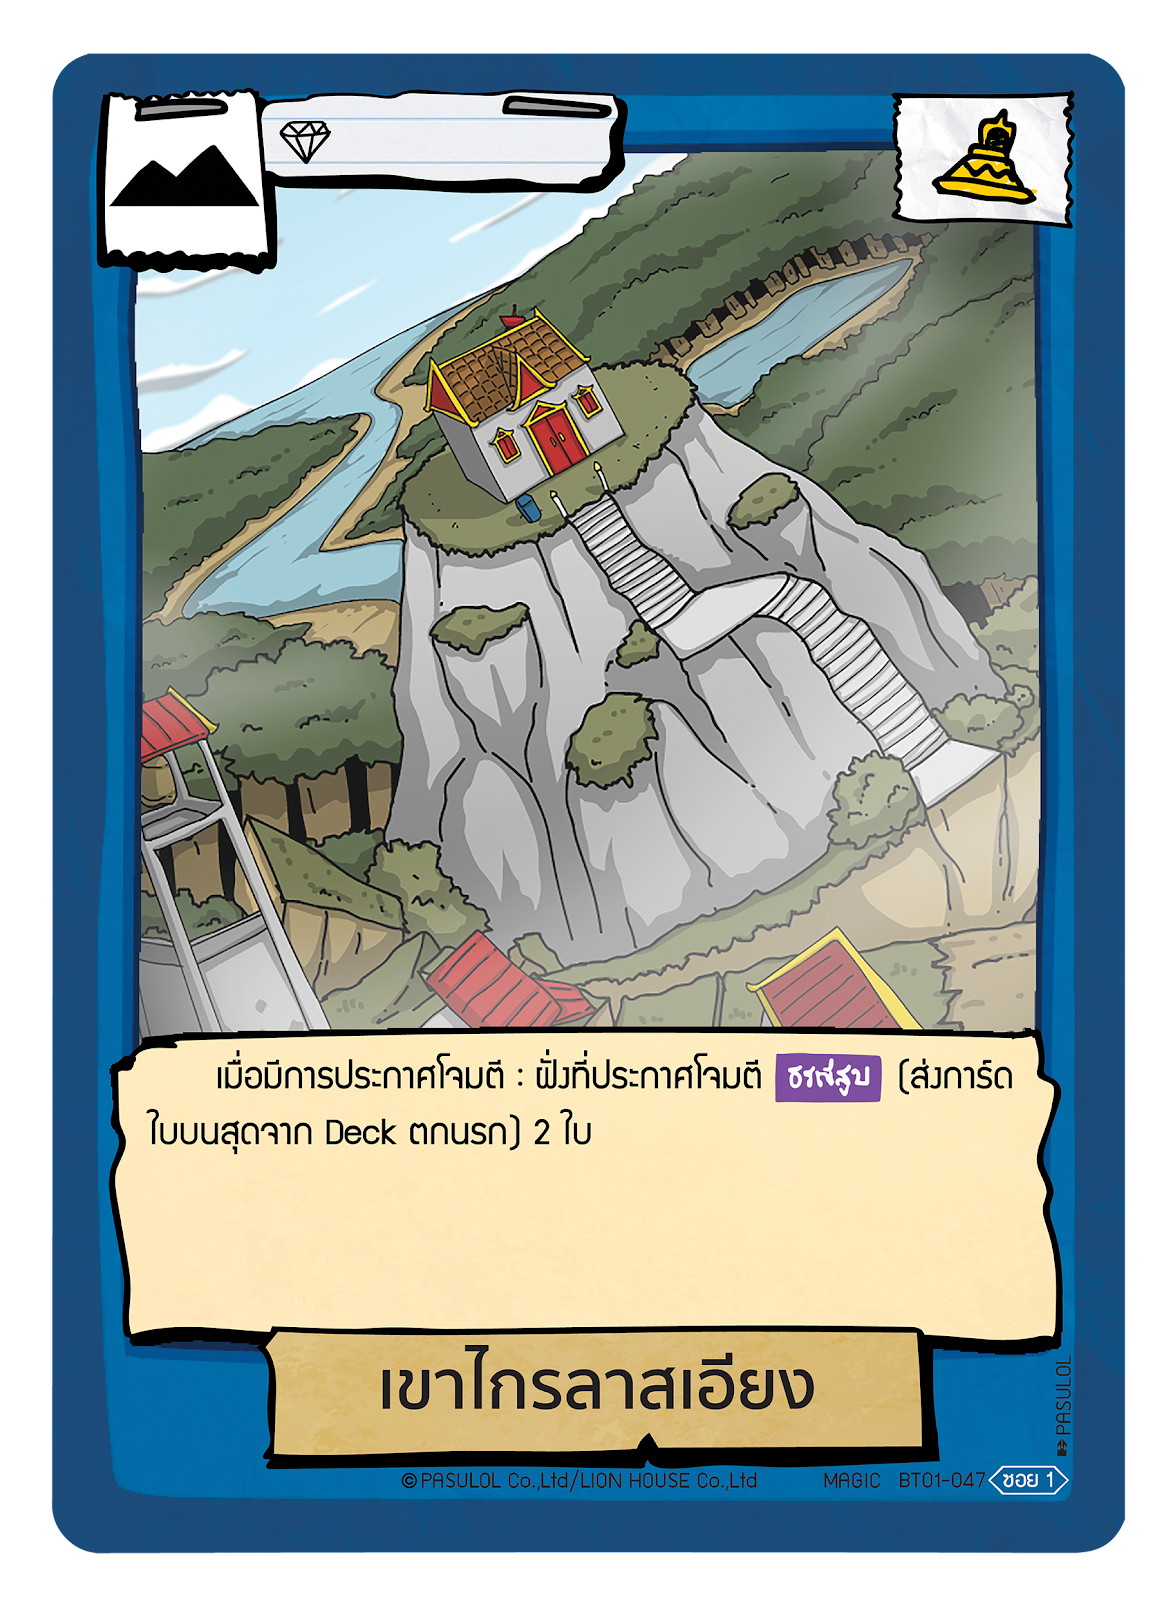 เมื่อมีการประกาศโจมตี : ฝั่งที่ประกาศโจมตี ธรณีสูบ (ส่งการ์ด
ใบบนสุดจาก Deck ตกนรก) 2 ใบ
เขาไกรลาสเอียง
PASULOL
©PASULOL Co.,Ltd/LION HOUSE Co.,Ltd MAGIC BT01-047 ซอย 1